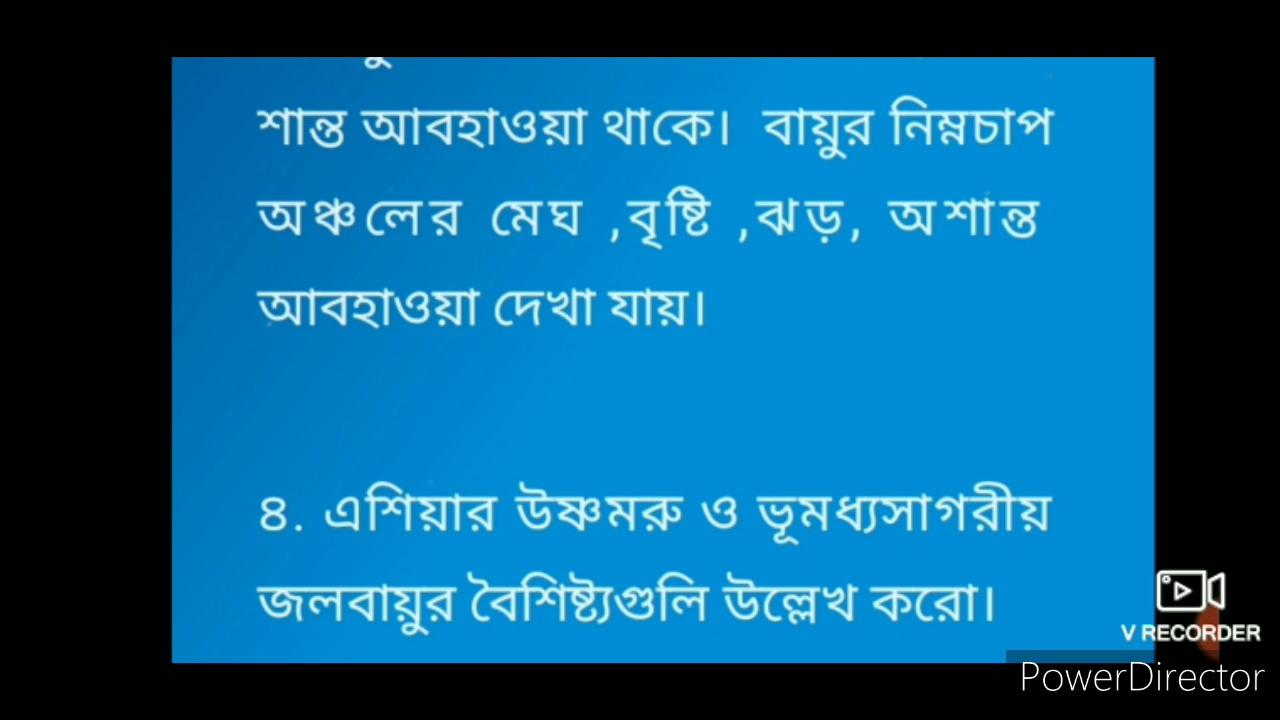 শান্ত আবহাওয়া থাকে। বায়ুর নিম্নচাপ
অঞ্চলের মেঘ ,বৃষ্টি ,ঝড়, অশান্ত
আবহাওয়া দেখা যায়।
৪. এশিয়ার উষ্ণমরু ও ভূমধ্যসাগরীয়
জলবায়ুর বৈশিষ্ট্যগুলি উল্লেখ করো।
V RECORDER
PowerDirector